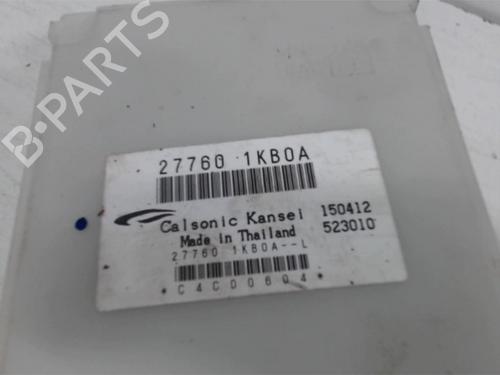 B-PARTS
27760 1KB0A
Calsonic Kansei 150412
Made in Thailand 523010
27760 1KB0A--L
* C4C00604 *